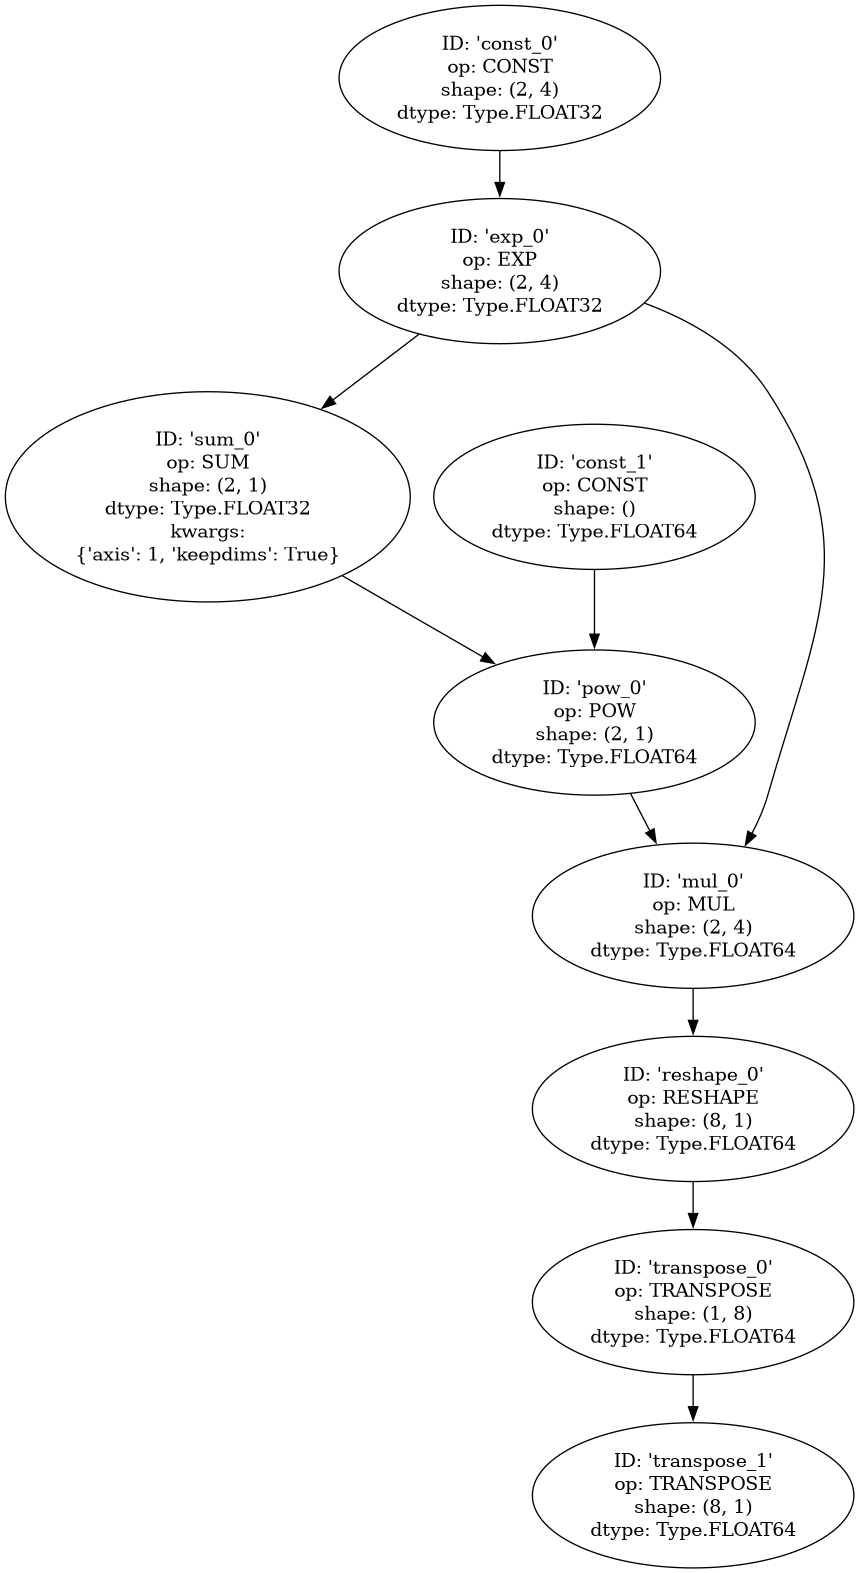 ID: 'const_0'
op: CONST
shape: (2, 4)
dtype: Type.FLOAT32
ID: 'exp_0'
op: EXP
shape: (2, 4)
dtype: Type.FLOAT32
ID: 'sum_0'
op: SUM
shape: (2, 1)
dtype: Type.FLOAT32
kwargs:
{'axis': 1, 'keepdims': True}
ID: 'const_1'
op: CONST
shape: ()
dtype: Type.FLOAT64
ID: 'pow_0'
op: POW
shape: (2, 1)
dtype: Type.FLOAT64
ID: 'mul_0'
op: MUL
shape: (2, 4)
dtype: Type.FLOAT64
ID: 'reshape_0'
op: RESHAPE
shape: (8, 1)
dtype: Type.FLOAT64
ID: 'transpose_0'
op: TRANSPOSE
shape: (1, 8)
dtype: Type.FLOAT64
ID: 'transpose_1'
op: TRANSPOSE
shape: (8, 1)
dtype: Type.FLOAT64